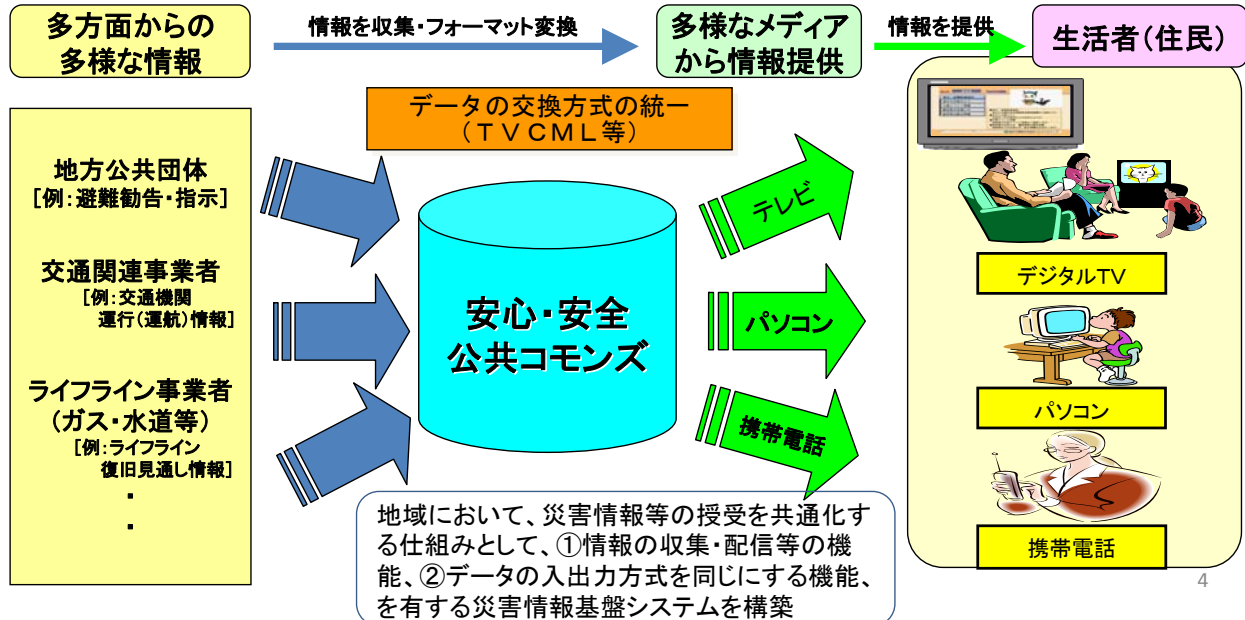 多方面からの
多様な情報
情報を収集・フォーマット変換
多様なメディア
から情報提供
情報を提供
生活者(住民)
データの交換方式の統一
(TVCML等)
地方公共団体
[例:避難勧告・指示]
交通関連事業者
[例:交通機関
運行(運航)情報]
ライフライン事業者
(ガス・水道等)
[例:ライフライン
復旧見通し情報]
・
・
安心・安全
公共コモンズ
テレビ
パソコン
携帯電話
デジタルTV
パソコン
携帯電話
地域において、災害情報等の授受を共通化す
る仕組みとして、①情報の収集・配信等の機
能、②データの入出力方式を同じにする機能、
を有する災害情報基盤システムを構築
4